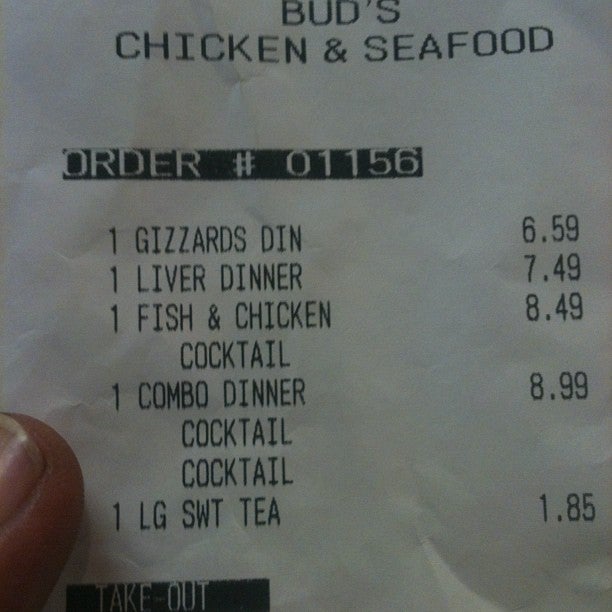 BUD'S
CHICKEN & SEAFOOD
ORDER # 01156
1 GIZZARDS DIN 6.59
1 LIVER DINNER 7.49
1 FISH & CHICKEN 8.49
COCKTAIL
1 COMBO DINNER 8.99
COCKTAIL
COCKTAIL
1 LG SWT TEA 1.85
TAKE-OUT